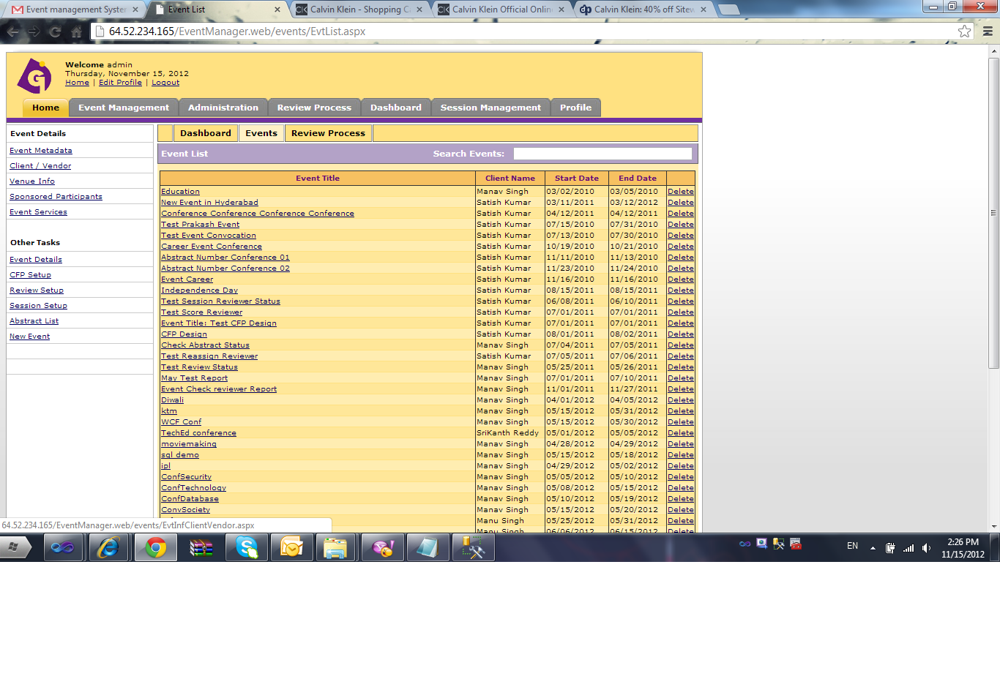 Event management System
Event List
Calvin Klein - Shopping C
Calvin Klein Official Onlin
Calvin Klein: 40% off Sitew
64.52.234.165/EventManager.web/events/EvtList.aspx
G
Welcome admin
Thursday, November 15, 2012
Home | Edit Profile | Logout
Home Event Management Administration Review Process Dashboard Session Management Profile
Event Details
Event Metadata
Client / Vendor
Venue Info
Sponsored Participants
Event Services
Other Tasks
Event Details
CFP Setup
Review Setup
Session Setup
Abstract List
New Event
Dashboard Events Review Process
Event List Search Events:
Event Title Client Name Start Date End Date
Education Manav Singh 03/02/2010 03/05/2010 Delete
New Event in Hyderabad Satish Kumar 03/11/2011 03/12/2012 Delete
Conference Conference Conference Conference Satish Kumar 04/12/2011 04/12/2011 Delete
Test Prakash Event Satish Kumar 07/15/2010 07/31/2010 Delete
Test Event Convocation Satish Kumar 07/13/2010 07/30/2010 Delete
Career Event Conference Satish Kumar 10/19/2010 10/21/2010 Delete
Abstract Number Conference 01 Satish Kumar 11/11/2010 11/13/2010 Delete
Abstract Number Conference 02 Satish Kumar 11/23/2010 11/24/2010 Delete
Event Career Satish Kumar 11/16/2010 11/16/2010 Delete
Independence Day Satish Kumar 08/15/2011 08/15/2011 Delete
Test Session Reviewer Status Satish Kumar 06/08/2011 06/10/2011 Delete
Test Score Reviewer Satish Kumar 07/01/2011 07/01/2011 Delete
Event Title: Test CFP Design Satish Kumar 07/01/2011 07/01/2011 Delete
CFP Design Satish Kumar 08/01/2011 08/02/2011 Delete
Check Abstract Status Manav Singh 07/04/2011 07/05/2011 Delete
Test Reassign Reviewer Satish Kumar 07/05/2011 07/06/2011 Delete
Test Review Status Manav Singh 05/25/2011 05/26/2011 Delete
May Test Report Manav Singh 07/01/2011 07/10/2011 Delete
Event Check reviewer Report Manav Singh 11/01/2011 11/27/2011 Delete
Diwali Manav Singh 04/01/2012 04/05/2012 Delete
ktm Manav Singh 05/15/2012 05/31/2012 Delete
WCF Conf Manav Singh 05/15/2012 05/30/2012 Delete
TechEd conference SriKanth Reddy 05/01/2012 05/05/2012 Delete
moviemaking Manav Singh 04/28/2012 04/29/2012 Delete
sql demo Manav Singh 05/15/2012 05/18/2012 Delete
ipl Manav Singh 04/29/2012 05/02/2012 Delete
ConfSecurity Manav Singh 05/05/2012 05/10/2012 Delete
ConfTechnology Manav Singh 05/08/2012 05/15/2012 Delete
ConfDatabase Manav Singh 05/10/2012 05/19/2012 Delete
ConvSociety Manav Singh 05/15/2012 05/20/2012 Delete
Manu Singh 05/25/2012 05/31/2012 Delete
Manu Singh 06/06/2012 06/15/2012 Delete
64.52.234.165/EventManager.web/events/EvtInfClientVendor.aspx
EN
2:26 PM
11/15/2012